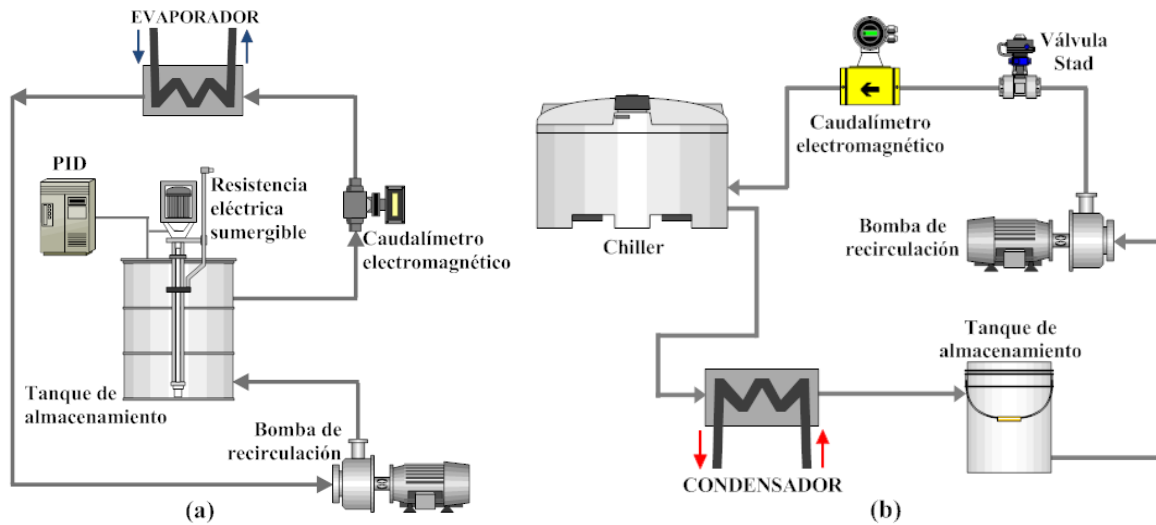 EVAPORADOR
PID
Resistencia
eléctrica
sumergible
Caudalímetro
electromagnético
Tanque de
almacenamiento
Bomba de
recirculación
(a)
Válvula
Stad
Caudalímetro
electromagnético
Chiller
Bomba de
recirculación
Tanque de
almacenamiento
CONDENSADOR
(b)